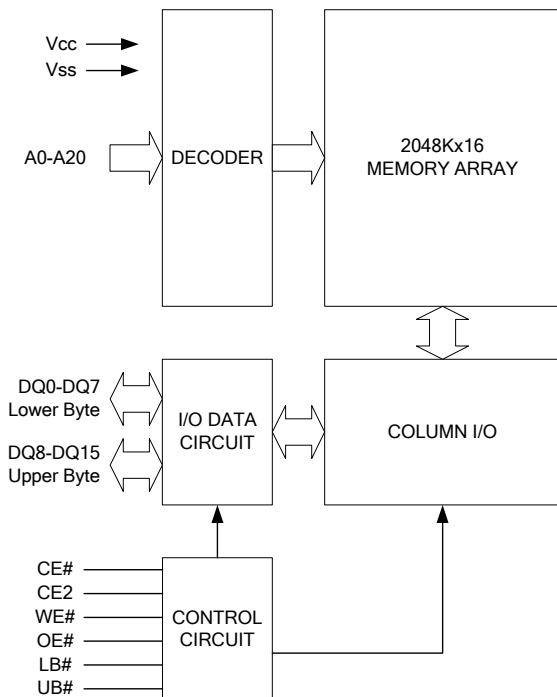 Vcc
Vss
A0-A20
DECODER
2048Kx16
MEMORY ARRAY
DQ0-DQ7
Lower Byte
DQ8-DQ15
Upper Byte
I/O DATA
CIRCUIT
COLUMN I/O
CE#
CE2
WE#
OE#
LB#
UB#
CONTROL
CIRCUIT